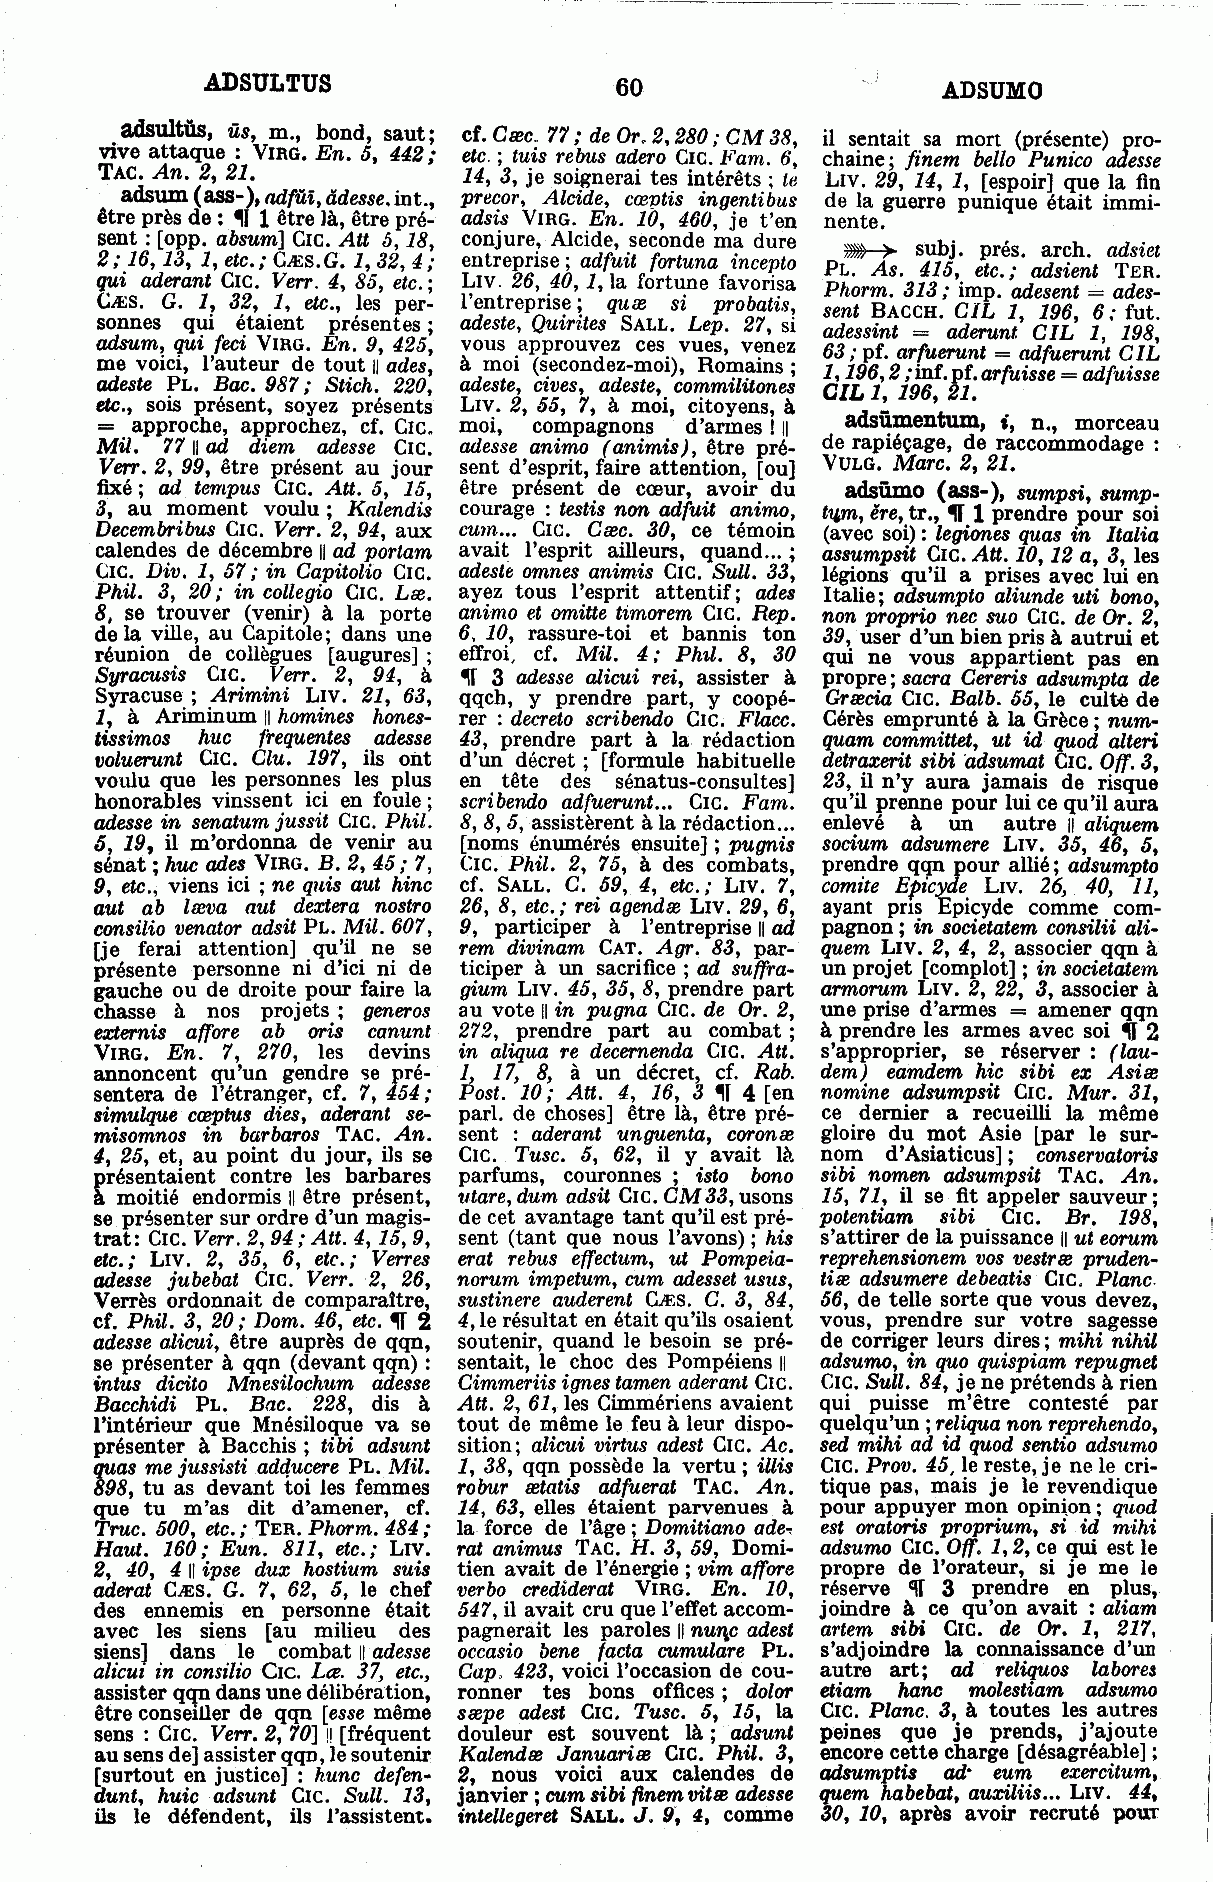 ADSULTUS
60
ADSUMO
adsultŭs, ūs, m., bond, saut;
vive attaque : VIRG. En. 5, 442;
TAC. An. 2, 21.
adsum (ass-), adfŭī, ădesse, int.,
être près de : ¶ 1 être là, être pré-
sent : [opp. absum] CIC. Att 5, 18,
2; 16, 13, 1, etc.; CÆS. G. 1, 32, 4;
qui aderant CIC. Verr. 4, 85, etc.;
CÆS. G. 1, 32, 1, etc., les per-
sonnes qui étaient présentes;
adsum, qui feci VIRG. En. 9, 425,
me voici, l'auteur de tout || ades,
adeste PL. Bac. 987; Stich. 220,
etc., sois présent, soyez présents
= approche, approchez, cf. CIC.
Mil. 77 || ad diem adesse CIC.
Verr. 2, 99, être présent au jour
fixé; ad tempus CIC. Att. 5, 15,
3, au moment voulu; Kalendis
Decembribus CIC. Verr. 2, 94, aux
calendes de décembre || ad portam
CIC. Div. 1, 57; in Capitolio CIC.
Phil. 3, 20; in collegio CIC. Læ.
8, se trouver (venir) à la porte
de la ville, au Capitole; dans une
réunion de collègues [augures];
Syracusis CIC. Verr. 2, 94, à
Syracuse; Arimini LIV. 21, 63,
1, à Ariminum || homines hones-
tissimos huc frequentes adesse
voluerunt CIC. Clu. 197, ils ont
voulu que les personnes les plus
honorables vinssent ici en foule;
adesse in senatum jussit CIC. Phil.
5, 19, il m'ordonna de venir au
sénat; huc ades VIRG. B. 2, 45; 7,
9, etc., viens ici; ne quis aut hinc
aut ab læva aut dextera nostro
consilio venator adsit PL. Mil. 607,
[je ferai attention] qu'il ne se
présente personne ni d'ici ni de
gauche ou de droite pour faire la
chasse à nos projets; generos
externis affore ab oris canunt
VIRG. En. 7, 270, les devins
annoncent qu'un gendre se pré-
sentera de l'étranger, cf. 7, 454;
simulque cœptus dies, aderant se-
misomnos in barbaros TAC. An.
4, 25, et, au point du jour, ils se
présentaient contre les barbares
à moitié endormis || être présent,
se présenter sur ordre d'un magis-
trat: CIC. Verr. 2, 94; Att. 4, 15, 9,
etc.; LIV. 2, 35, 6, etc.; Verres
adesse jubebat CIC. Verr. 2, 26,
Verrès ordonnait de comparaître,
cf. Phil. 3, 20; Dom. 46, etc. ¶ 2
adesse alicui, être auprès de qqn,
se présenter à qqn (devant qqn) :
intus dicito Mnesilochum adesse
Bacchidi PL. Bac. 228, dis à
l'intérieur que Mnésiloque va se
présenter à Bacchis; tibi adsunt
quas me jussisti adducere PL. Mil.
898, tu as devant toi les femmes
que tu m'as dit d'amener, cf.
Truc. 500, etc.; TER. Phorm. 484;
Haut. 160; Eun. 811, etc.; LIV.
2, 40, 4 || ipse dux hostium suis
aderat CÆS. G. 7, 62, 5, le chef
des ennemis en personne était
avec les siens [au milieu des
siens] dans le combat || adesse
alicui in consilio CIC. Læ. 37, etc.,
assister qqn dans une délibération,
être conseiller de qqn [esse même
sens : CIC. Verr. 2, 70] || [fréquent
au sens de] assister qqn, le soutenir
[surtout en justice] : hunc defen-
dunt, huic adsunt CIC. Sull. 13,
ils le défendent, ils l'assistent.
cf. Cæc. 77; de Or. 2, 280; CM 38,
etc.; tuis rebus adero CIC. Fam. 6,
14, 3, je soignerai tes intérêts; te
precor, Alcide, cœptis ingentibus
adsis VIRG. En. 10, 460, je t'en
conjure, Alcide, seconde ma dure
entreprise; adfuit fortuna incepto
LIV. 26, 40, 1, la fortune favorisa
l'entreprise; quæ si probatis,
adeste, Quirites SALL. Lep. 27, si
vous approuvez ces vues, venez
à moi (secondez-moi), Romains;
adeste, cives, adeste, commilitones
LIV. 2, 55, 7, à moi, citoyens, à
moi, compagnons d'armes! ||
adesse animo (animis), être pré-
sent d'esprit, faire attention, [ou]
être présent de cœur, avoir du
courage : testis non adfuit animo,
cum... CIC. Cæc. 30, ce témoin
avait l'esprit ailleurs, quand...;
adeste omnes animis CIC. Sull. 33,
ayez tous l'esprit attentif; ades
animo et omitte timorem CIC. Rep.
6, 10, rassure-toi et bannis ton
effroi, cf. Mil. 4; Phil. 8, 30
¶ 3 adesse alicui rei, assister à
qqch, y prendre part, y coopé-
rer : decreto scribendo CIC. Flacc.
43, prendre part à la rédaction
d'un décret; [formule habituelle
en tête des sénatus-consultes]
scribendo adfuerunt... CIC. Fam.
8, 8, 5, assistèrent à la rédaction...
[noms énumérés ensuite]; pugnis
CIC. Phil. 2, 75, à des combats,
cf. SALL. C. 59, 4, etc.; LIV. 7,
26, 8, etc.; rei agendæ LIV. 29, 6,
9, participer à l'entreprise || ad
rem divinam CAT. Agr. 83, par-
ticiper à un sacrifice; ad suffra-
gium LIV. 45, 35, 8, prendre part
au vote || in pugna CIC. de Or. 2,
272, prendre part au combat;
in aliqua re decernenda CIC. Att.
1, 17, 8, à un décret, cf. Rab.
Post. 10; Att. 4, 16, 3 ¶ 4 [en
parl. de choses] être là, être pré-
sent : aderant unguenta, coronæ
CIC. Tusc. 5, 62, il y avait là
parfums, couronnes; isto bono
utare, dum adsit CIC. CM 33, usons
de cet avantage tant qu'il est pré-
sent (tant que nous l'avons); his
erat rebus effectum, ut Pompeia-
norum impetum, cum adesset usus,
sustinere auderent CÆS. C. 3, 84,
4, le résultat en était qu'ils osaient
soutenir, quand le besoin se pré-
sentait, le choc des Pompéiens ||
Cimmeriis ignes tamen aderant CIC.
Att. 2, 61, les Cimmériens avaient
tout de même le feu à leur dispo-
sition; alicui virtus adest CIC. Ac.
1, 38, qqn possède la vertu; illis
robur ætatis adfuerat TAC. An.
14, 63, elles étaient parvenues à
la force de l'âge; Domitiano ade-
rat animus TAC. H. 3, 59, Domi-
tien avait de l'énergie; vim affore
verbo crediderat VIRG. En. 10,
547, il avait cru que l'effet accom-
pagnerait les paroles || nunc adest
occasio bene facta cumulare PL.
Cap. 423, voici l'occasion de cou-
ronner tes bons offices; dolor
sæpe adest CIC. Tusc. 5, 15, la
douleur est souvent là; adsunt
Kalendæ Januariæ CIC. Phil. 3,
2, nous voici aux calendes de
janvier; cum sibi finem vitæ adesse
intellegeret SALL. J. 9, 4, comme
il sentait sa mort (présente) pro-
chaine; finem bello Punico adesse
LIV. 29, 14, 1, [espoir] que la fin
de la guerre punique était immi-
nente.
subj. prés. arch. adsiet
PL. As. 415, etc.; adsient TER.
Phorm. 313; imp. adesent = ades-
sent BACCH. CIL 1, 196, 6; fut.
adessint = aderunt CIL 1, 198,
63; pf. arfuerunt = adfuerunt CIL
1, 196, 2; inf. pf. arfuisse = adfuisse
CIL 1, 196, 21.
adsūmentum, i, n., morceau
de rapiéçage, de raccommodage :
VULG. Marc. 2, 21.
adsūmo (ass-), sumpsi, sump-
tum, ĕre, tr., ¶ 1 prendre pour soi
(avec soi) : legiones quas in Italia
assumpsit CIC. Att. 10, 12 a, 3, les
légions qu'il a prises avec lui en
Italie; adsumpto aliunde uti bono,
non proprio nec suo CIC. de Or. 2,
39, user d'un bien pris à autrui et
qui ne vous appartient pas en
propre; sacra Cereris adsumpta de
Græcia CIC. Balb. 55, le culte de
Cérès emprunté à la Grèce; num-
quam committet, ut id quod alteri
detraxerit sibi adsumat CIC. Off. 3,
23, il n'y aura jamais de risque
qu'il prenne pour lui ce qu'il aura
enlevé à un autre || aliquem
socium adsumere LIV. 35, 46, 5,
prendre qqn pour allié; adsumpto
comite Epicyde LIV. 26, 40, 11,
ayant pris Epicyde comme com-
pagnon; in societatem consilii ali-
quem LIV. 2, 4, 2, associer qqn à
un projet [complot]; in societatem
armorum LIV. 2, 22, 3, associer à
une prise d'armes = amener qqn
à prendre les armes avec soi ¶ 2
s'approprier, se réserver : (lau-
dem) eamdem hic sibi ex Asiæ
nomine adsumpsit CIC. Mur. 31,
ce dernier a recueilli la même
gloire du mot Asie [par le sur-
nom d'Asiaticus]; conservatoris
sibi nomen adsumpsit TAC. An.
15, 71, il se fit appeler sauveur;
potentiam sibi CIC. Br. 198,
s'attirer de la puissance || ut eorum
reprehensionem vos vestræ pruden-
tiæ adsumere debeatis CIC. Planc.
56, de telle sorte que vous devez,
vous, prendre sur votre sagesse
de corriger leurs dires; mihi nihil
adsumo, in quo quispiam repugnet
CIC. Sull. 84, je ne prétends à rien
qui puisse m'être contesté par
quelqu'un; reliqua non reprehendo,
sed mihi ad id quod sentio adsumo
CIC. Prov. 45, le reste, je ne le cri-
tique pas, mais je le revendique
pour appuyer mon opinion; quod
est oratoris proprium, si id mihi
adsumo CIC. Off. 1, 2, ce qui est le
propre de l'orateur, si je me le
réserve ¶ 3 prendre en plus,
joindre à ce qu'on avait : aliam
artem sibi CIC. de Or. 1, 217,
s'adjoindre la connaissance d'un
autre art; ad reliquos labores
etiam hanc molestiam adsumo
CIC. Planc. 3, à toutes les autres
peines que je prends, j'ajoute
encore cette charge [désagréable];
adsumptis ad eum exercitum,
quem habebat, auxiliis... LIV. 44,
30, 10, après avoir recruté pour